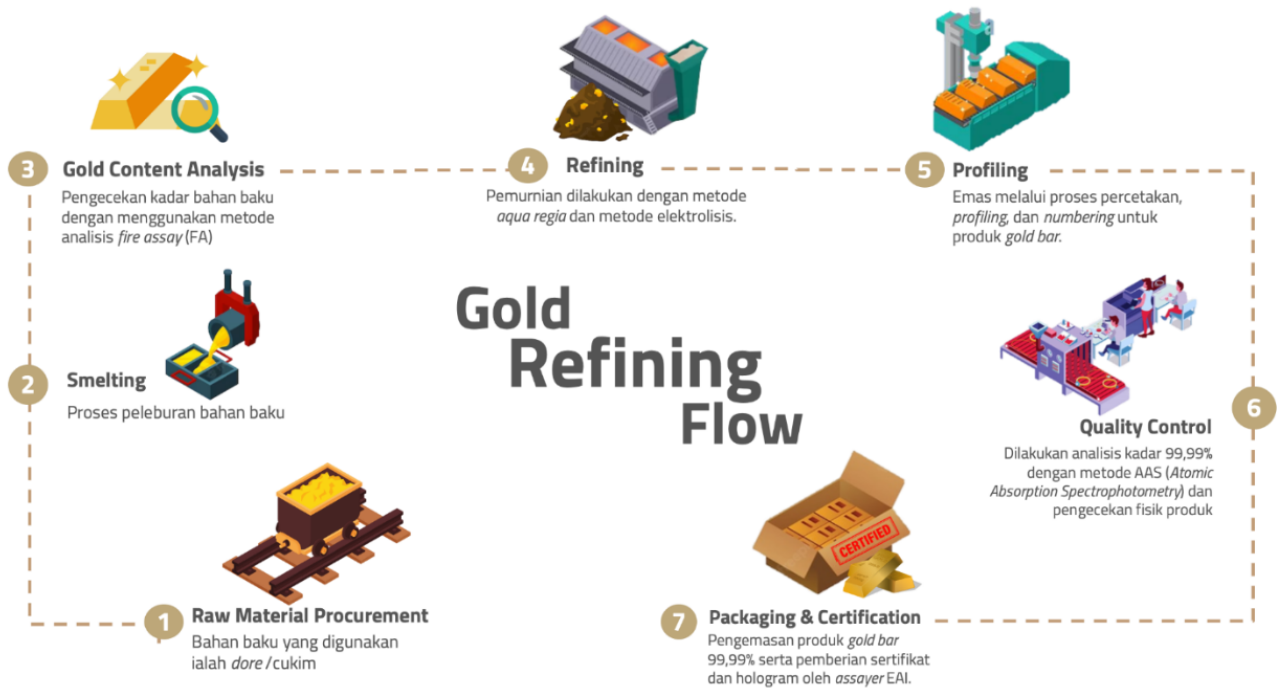 3
Gold Content Analysis
Pengecekan kadar bahan baku
dengan menggunakan metode
analisis fire assay (FA)
4
Refining
Pemurnian dilakukan dengan metode
aqua regia dan metode elektrolisis.
5
Profiling
Emas melalui proses percetakan,
profiling, dan numbering untuk
produk gold bar.
Gold
Refining
Flow
2
Smelting
Proses peleburan bahan baku
6
Quality Control
Dilakukan analisis kadar 99,99%
dengan metode AAS (Atomic
Absorption Spectrophotometry) dan
pengecekan fisik produk
1
Raw Material Procurement
Bahan baku yang digunakan
ialah dore /cukim
CERTIFIED
7
Packaging & Certification
Pengemasan produk gold bar
99,99% serta pemberian sertifikat
dan hologram oleh assayer EAI.